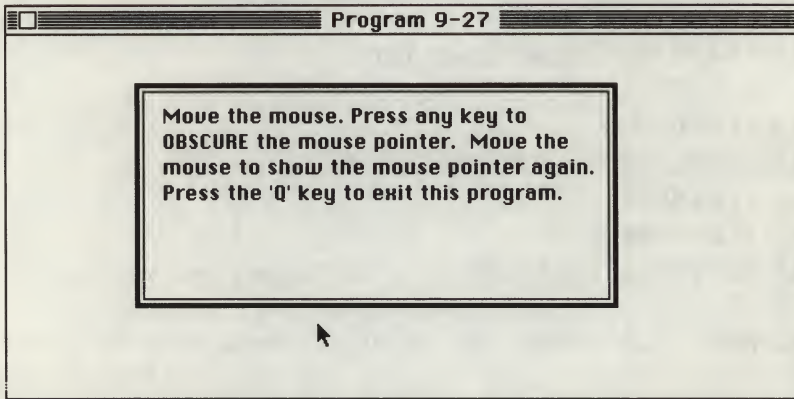 Program 9-27
Move the mouse. Press any key to
OBSCURE the mouse pointer. Move the
mouse to show the mouse pointer again.
Press the 'Q' key to exit this program.